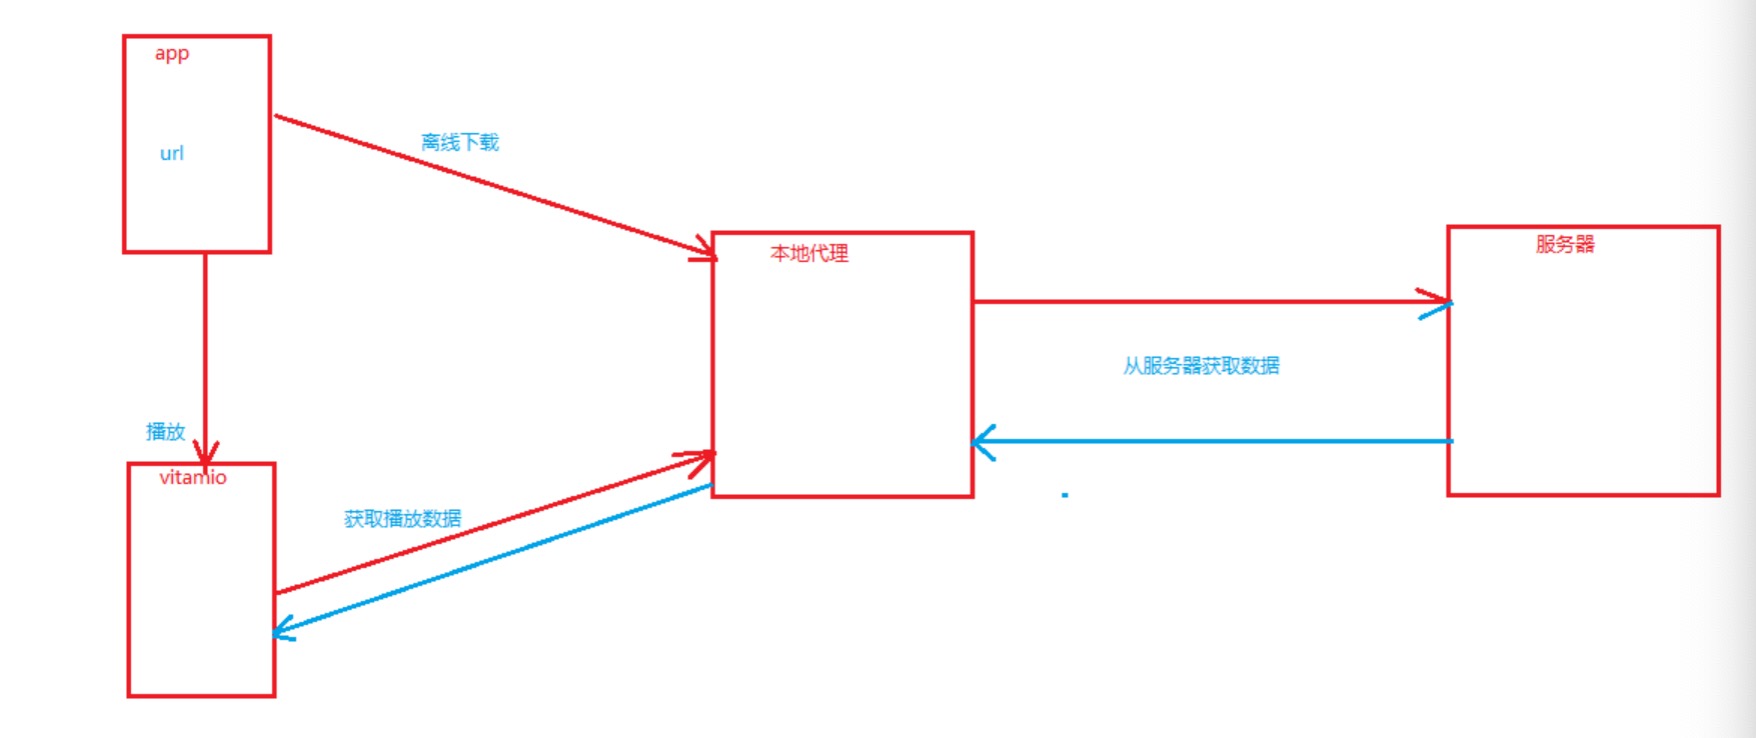 app
url
离线下载
本地代理
服务器
从服务器获取数据
播放
vitamio
获取播放数据